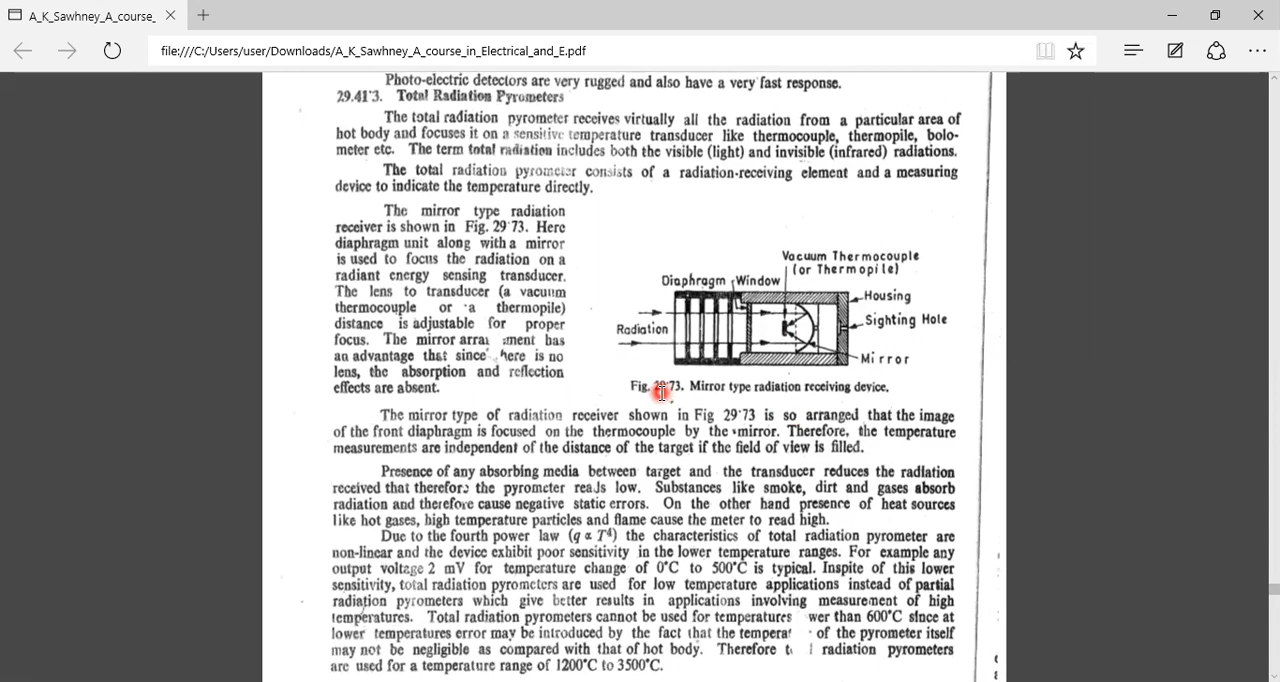 A_K_Sawhney_A_course_
file:///C:/Users/user/Downloads/A_K_Sawhney_A_course_in_Electrical_and_E.pdf
Photo-electric detectors are very rugged and also have a very fast response.
29.41·3. Total Radiation Pyrometers
The total radiation pyrometer receives virtually all the radiation from a particular area of
hot body and focuses it on a sensitive temperature transducer like thermocouple, thermopile, bolo-
meter etc. The term total radiation includes both the visible (light) and invisible (infrared) radiations.
The total radiation pyrometer consists of a radiation-receiving element and a measuring
device to indicate the temperature directly.
The mirror type radiation
receiver is shown in Fig. 29·73. Here
diaphragm unit along with a mirror
is used to focus the radiation on a
radiant energy sensing transducer.
The lens to transducer (a vacuum
thermocouple or a thermopile)
distance is adjustable for proper
focus. The mirror has
an advantage that since here is no
lens, the absorption and reflection
effects are absent.
Vacuum Thermocouple
(or Thermopile)
Diaphragm Window
Housing
Sighting Hole
Radiation
Mirror
Fig. 73. Mirror type radiation receiving device.
The mirror type of radiation receiver shown in Fig 29·73 is so arranged that the image
of the front diaphragm is focused on the thermocouple by the mirror. Therefore, the temperature
measurements are independent of the distance of the target if the field of view is filled.
Presence of any absorbing media between target and the transducer reduces the radiation
received that therefore the pyrometer reads low. Substances like smoke, dirt and gases absorb
radiation and therefore cause negative static errors. On the other hand presence of heat sources
like hot gases, high temperature particles and flame cause the meter to read high.
Due to the fourth power law (q ∝ T⁴) the characteristics of total radiation pyrometer are
non-linear and the device exhibit poor sensitivity in the lower temperature ranges. For example any
output voltage 2 mV for temperature change of 0°C to 500°C is typical. Inspite of this lower
sensitivity, total radiation pyrometers are used for low temperature applications instead of partial
radiation pyrometers which give better results in applications involving measurement of high
temperatures. Total radiation pyrometers cannot be used for temperatures wer than 600°C since at
lower temperatures error may be introduced by the fact that the tempera of the pyrometer itself
may not be negligible as compared with that of hot body. Therefore radiation pyrometers
are used for a temperature range of 1200°C to 3500°C.